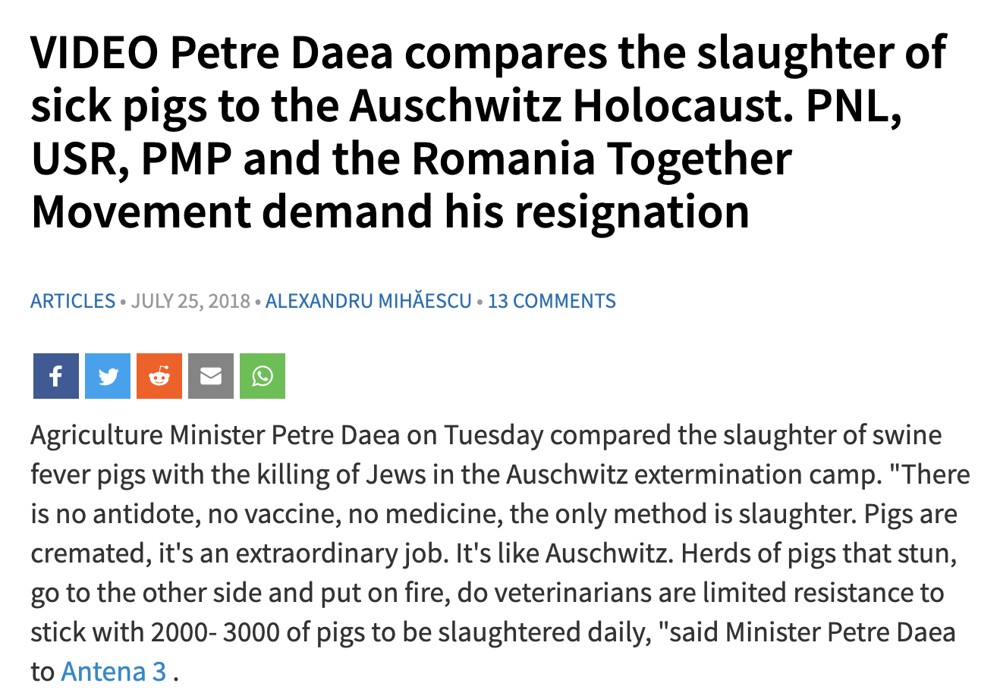 VIDEO Petre Daea compares the slaughter of
sick pigs to the Auschwitz Holocaust. PNL,
USR, PMP and the Romania Together
Movement demand his resignation
ARTICLES • JULY 25, 2018 • ALEXANDRU MIHĂESCU • 13 COMMENTS
Agriculture Minister Petre Daea on Tuesday compared the slaughter of swine
fever pigs with the killing of Jews in the Auschwitz extermination camp. "There
is no antidote, no vaccine, no medicine, the only method is slaughter. Pigs are
cremated, it's an extraordinary job. It's like Auschwitz. Herds of pigs that stun,
go to the other side and put on fire, do veterinarians are limited resistance to
stick with 2000- 3000 of pigs to be slaughtered daily, "said Minister Petre Daea
to Antena 3 .